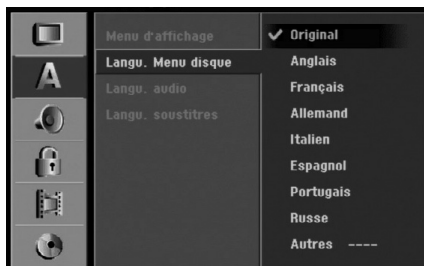 A
Menu d'affichage
Langu. Menu disque
Langu. audio
Langu. soustitres
Original
Anglais
Français
Allemand
Italien
Espagnol
Portugais
Russe
Autres ----